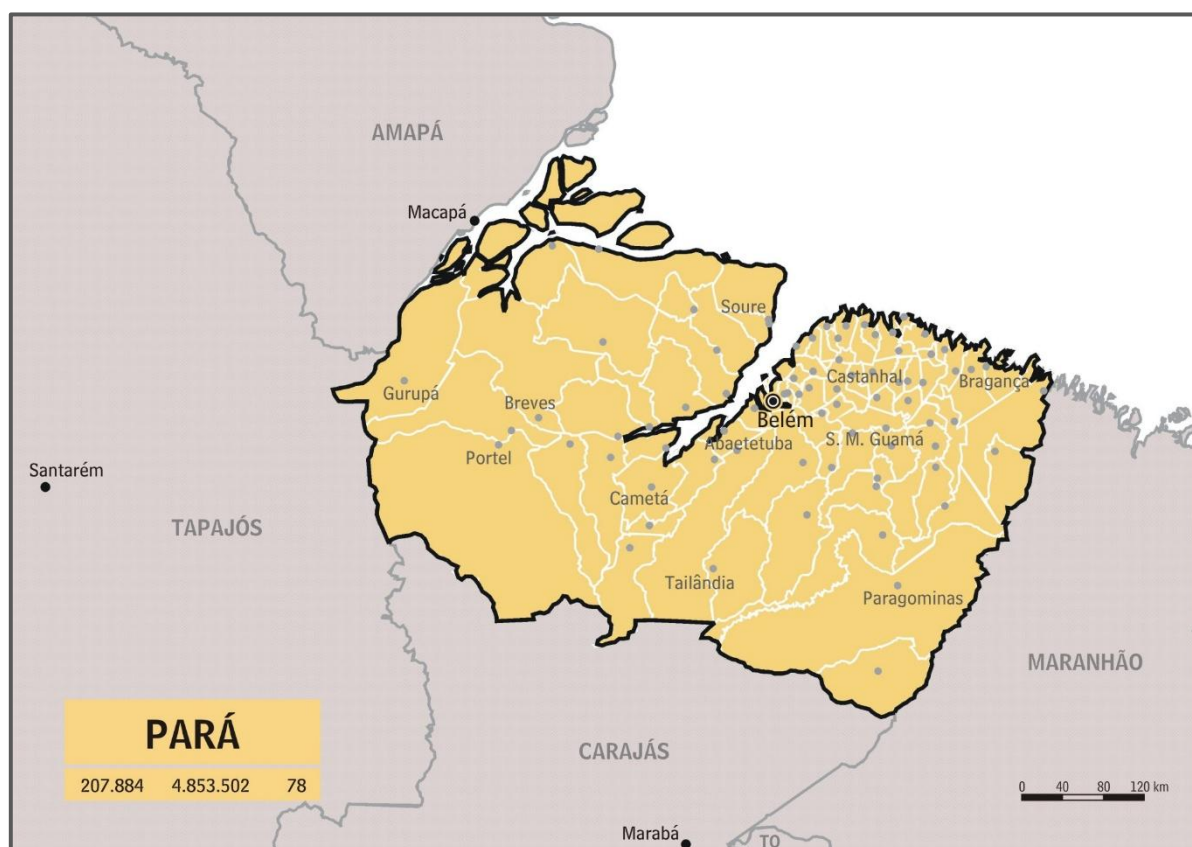 AMAPÁ
Macapá
Soure
Castanhal
Bragança
Gurupá
Breves
Belém
Portel
Abaetetuba
S. M. Guamá
Santarém
Cametá
TAPAJÓS
Tailândia
Paragominas
MARANHÃO
PARÁ
207.884 4.853.502 78
CARAJÁS
0 40 80 120 km
Marabá
TO